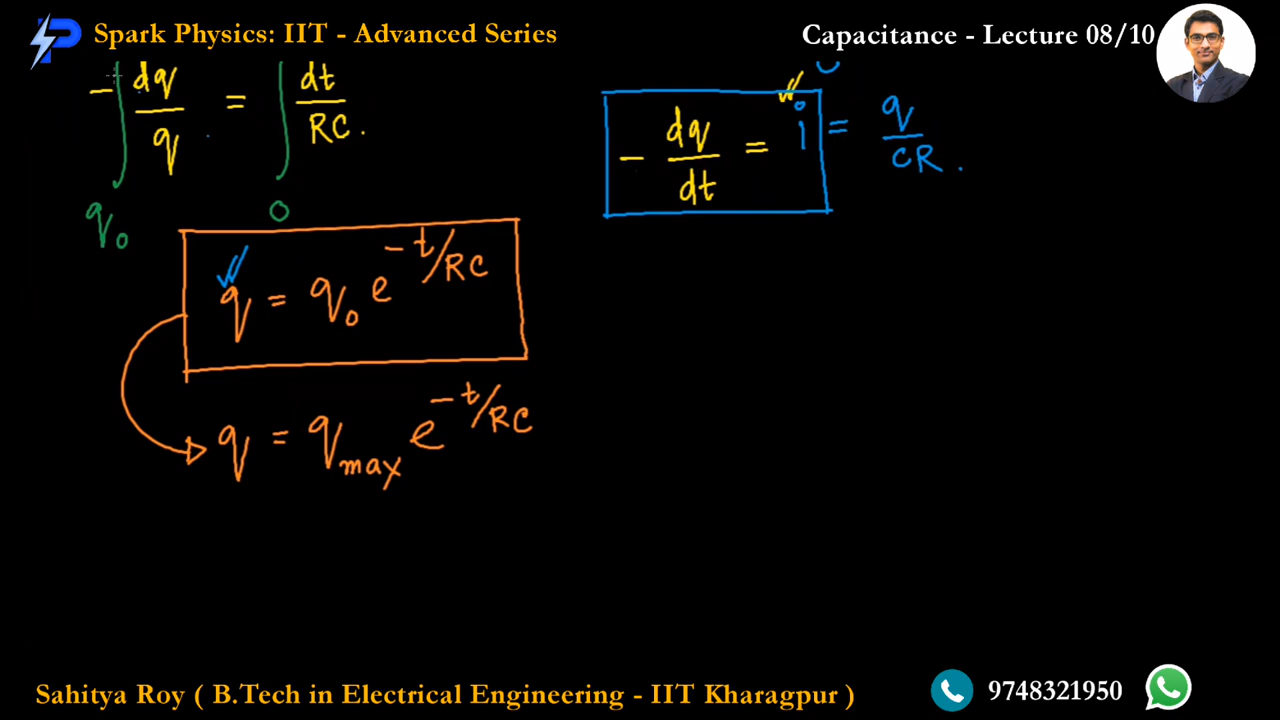 Spark Physics: IIT - Advanced Series
Capacitance - Lecture 08/10
-∫ dq/q = ∫ dt/RC.
q₀ 0
- dq/dt = i = q/CR.
q = q₀ e^(-t/RC)
q = q_max e^(-t/RC)
Sahitya Roy ( B.Tech in Electrical Engineering - IIT Kharagpur )
9748321950